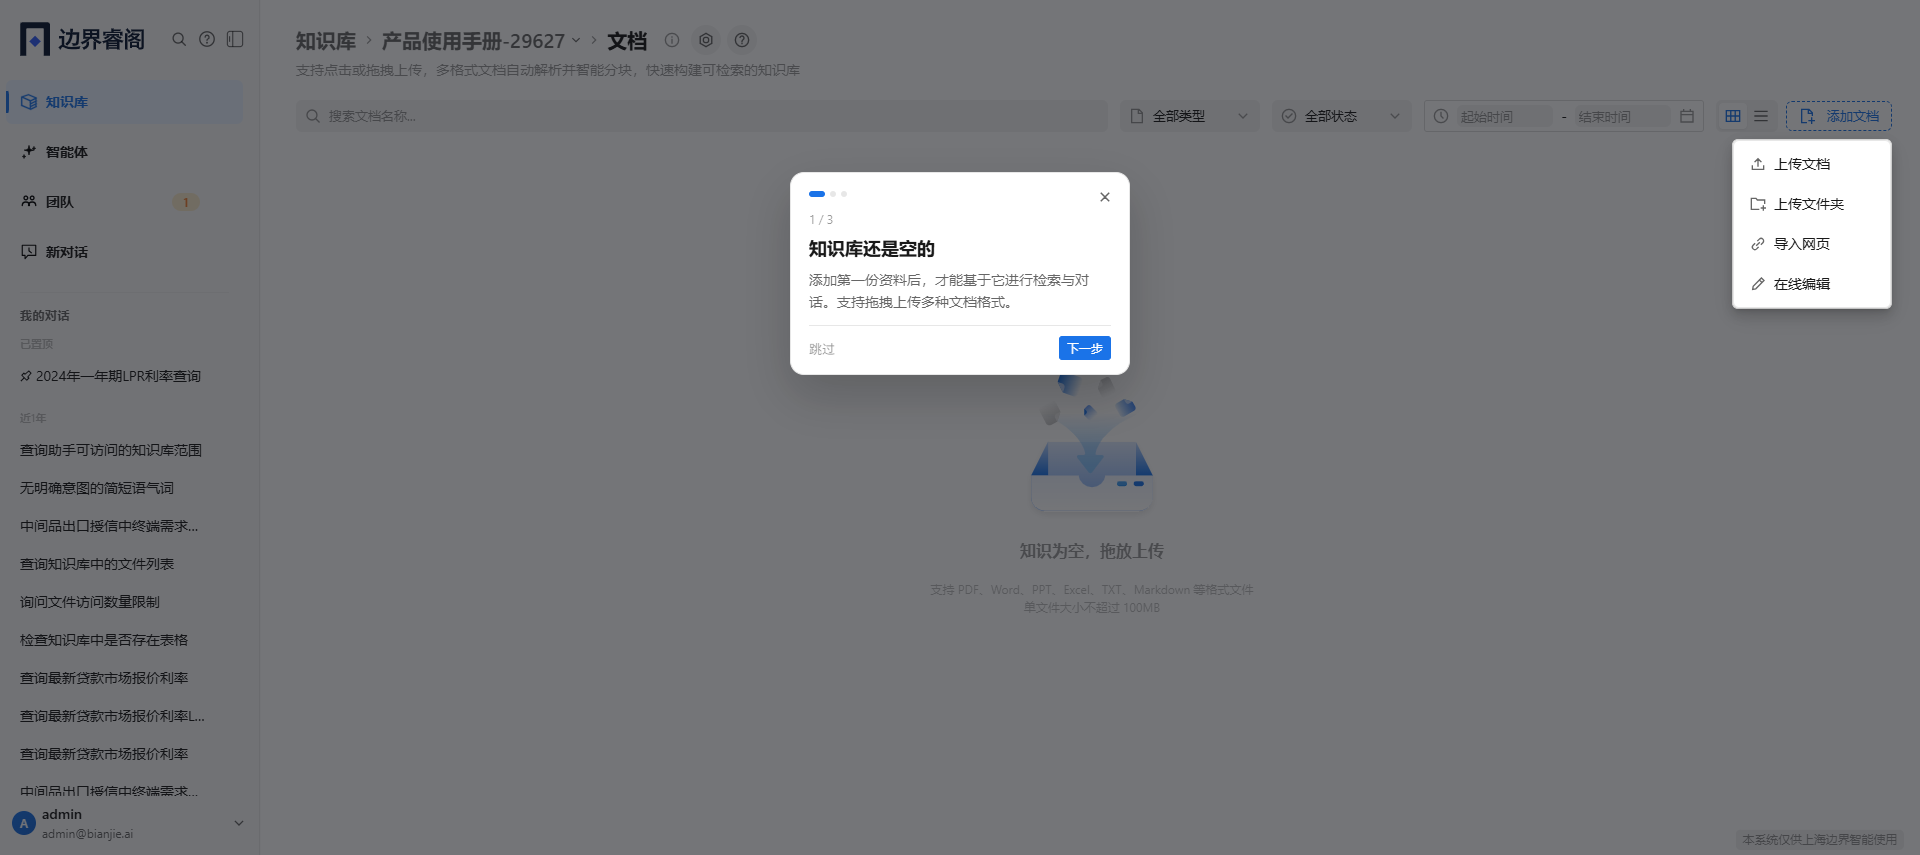 边界睿阁
知识库
智能体
团队
1
新对话
我的对话
已置顶
2024年一年期LPR利率查询
近1年
查询助手可访问的知识库范围
无明确意图的简短语气词
中间品出口授信中终端需求...
查询知识库中的文件列表
询问文件访问数量限制
检查知识库中是否存在表格
查询最新贷款市场报价利率
查询最新贷款市场报价利率L...
查询最新贷款市场报价利率
中间品出口授信中终端需求...
A
admin
admin@bianjie.ai
知识库 › 产品使用手册-29627 › 文档
支持点击或拖拽上传，多格式文档自动解析并智能分块，快速构建可检索的知识库
搜索文档名称...
全部类型
全部状态
起始时间 - 结束时间
添加文档
上传文档
上传文件夹
导入网页
在线编辑
1 / 3
知识库还是空的
添加第一份资料后，才能基于它进行检索与对
话。支持拖拽上传多种文档格式。
跳过
下一步
知识为空，拖放上传
支持 PDF、Word、PPT、Excel、TXT、Markdown 等格式文件
单文件大小不超过 100MB
本系统仅供上海边界智能使用